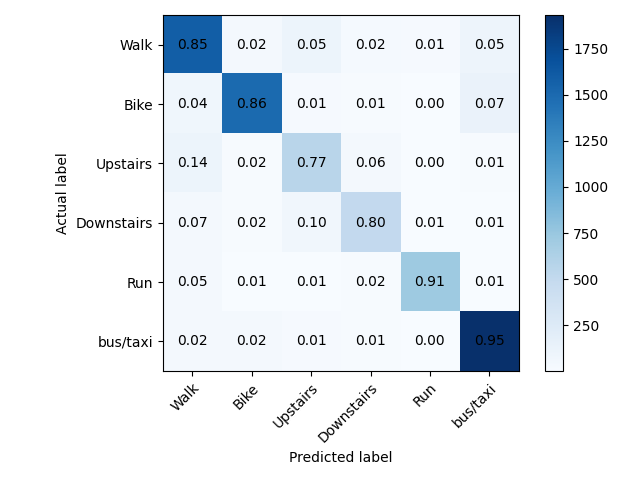 Walk 0.85 0.02 0.05 0.02 0.01 0.05
Bike 0.04 0.86 0.01 0.01 0.00 0.07
Upstairs 0.14 0.02 0.77 0.06 0.00 0.01
Downstairs 0.07 0.02 0.10 0.80 0.01 0.01
Run 0.05 0.01 0.01 0.02 0.91 0.01
bus/taxi 0.02 0.02 0.01 0.01 0.00 0.95
Walk Bike Upstairs Downstairs Run bus/taxi
Predicted label
Actual label
1750
1500
1250
1000
750
500
250